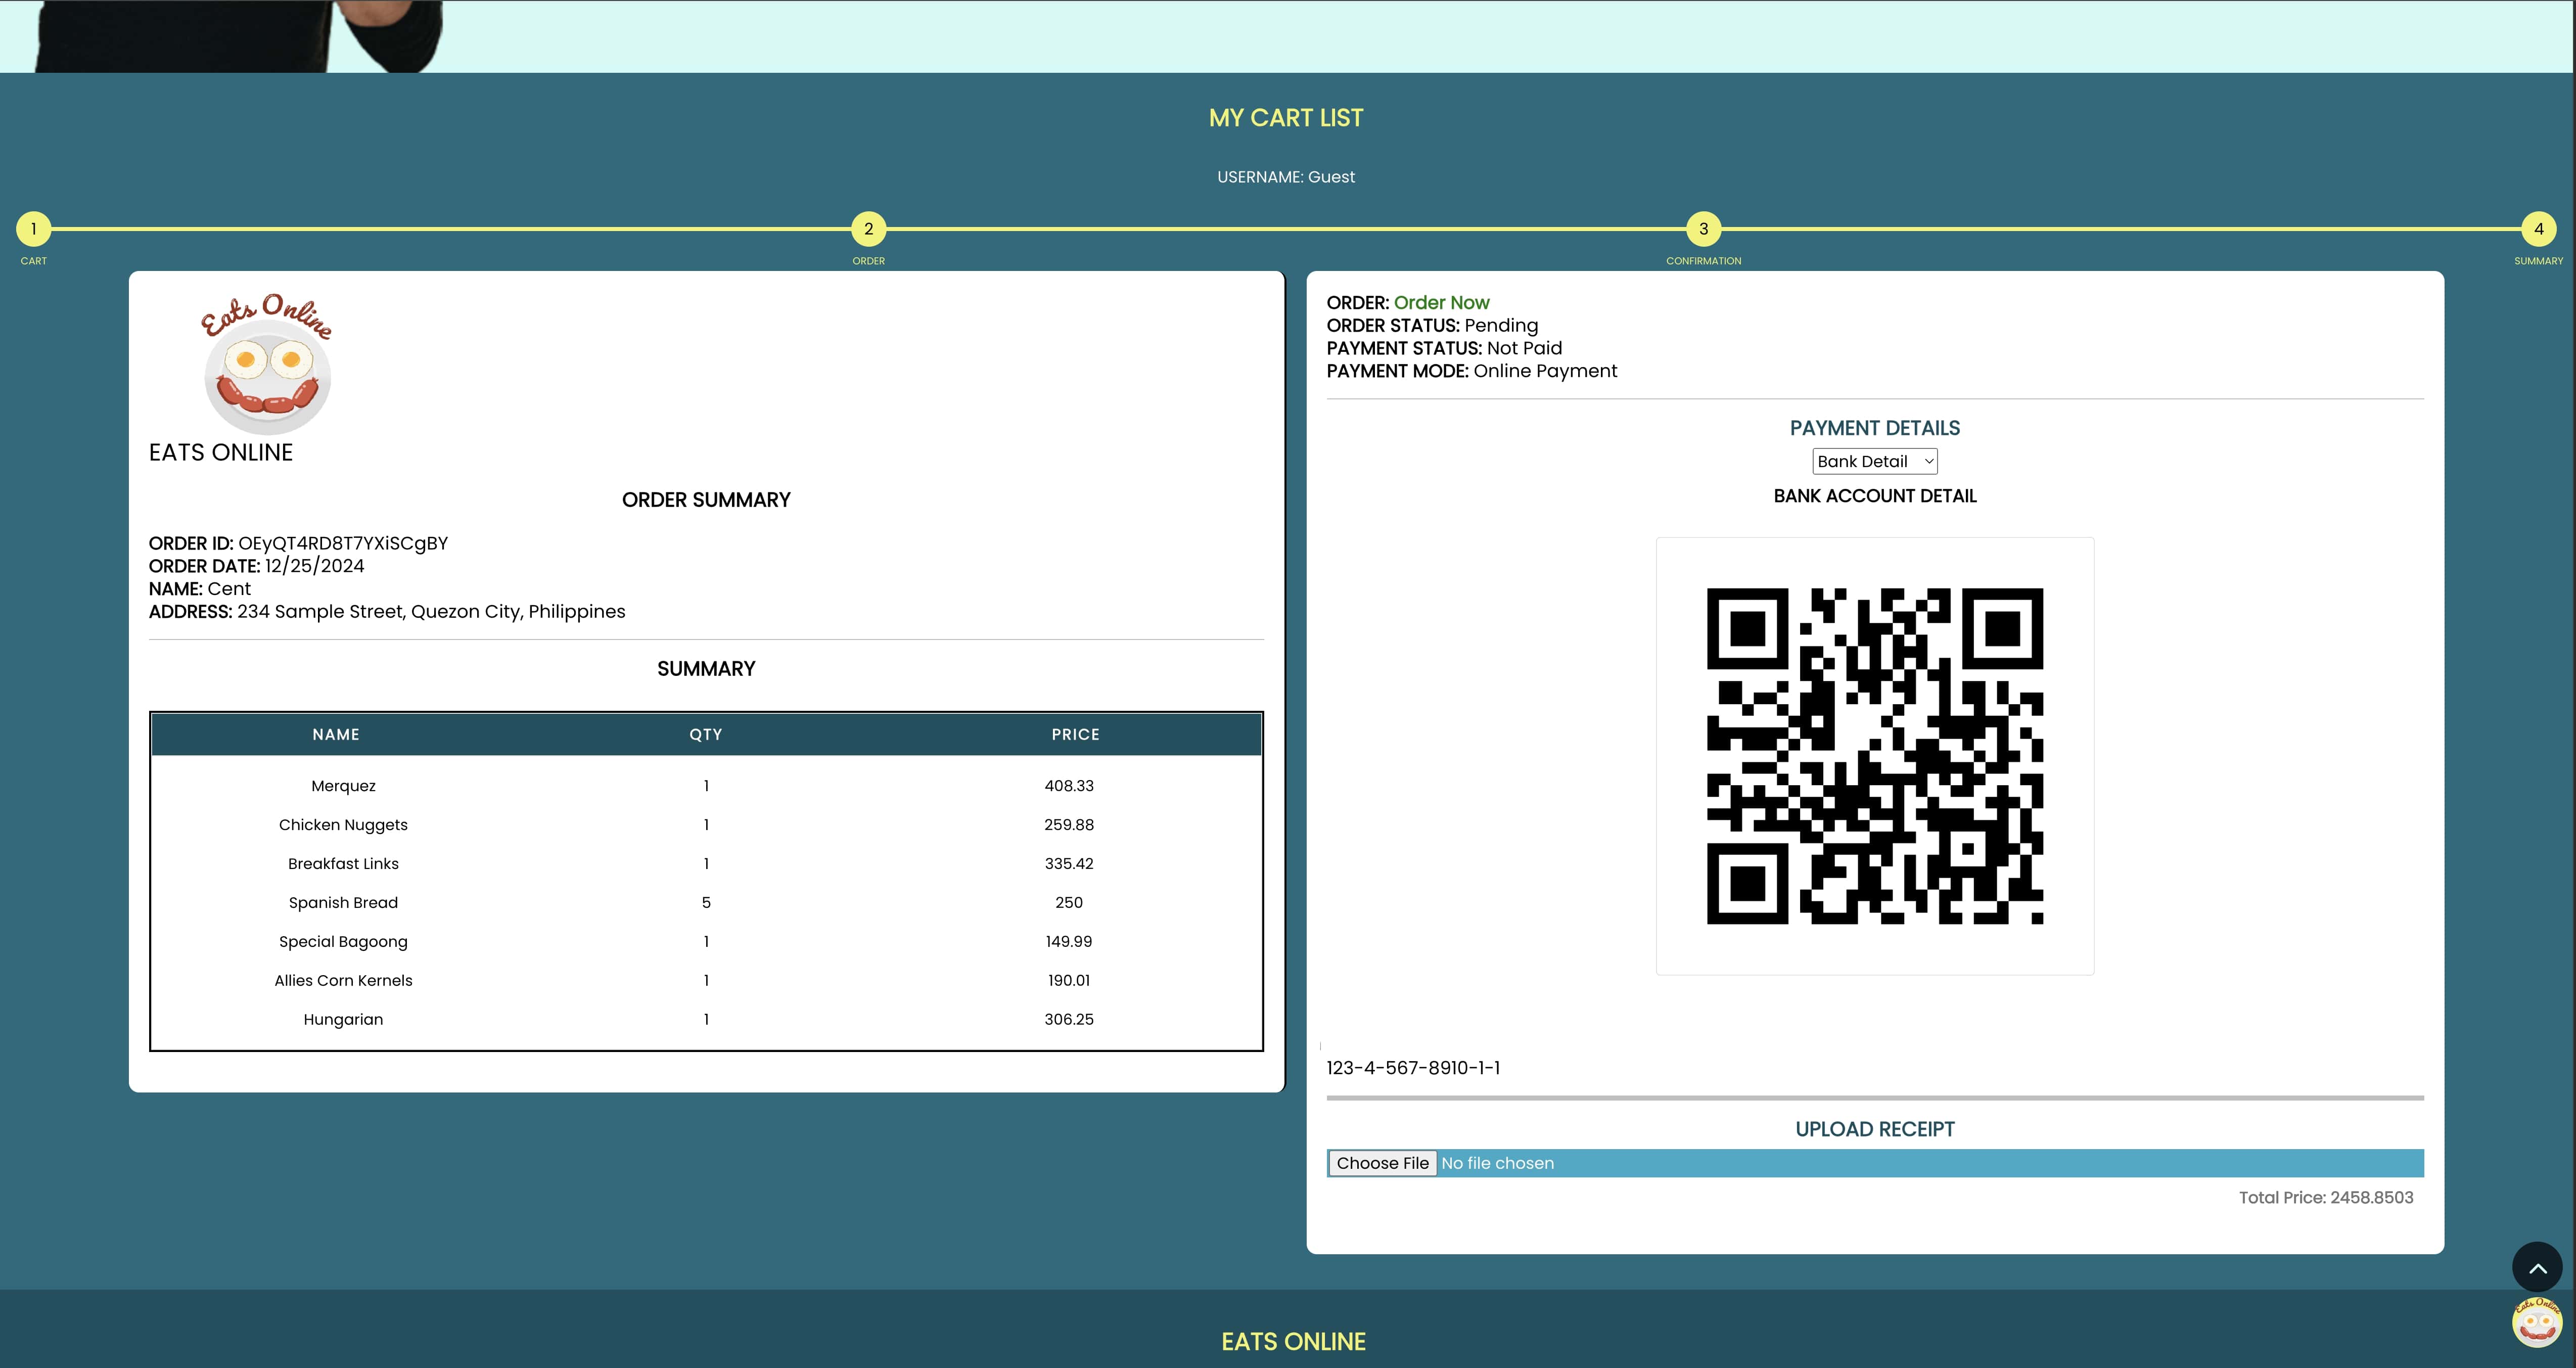 MY CART LIST
USERNAME: Guest
1
2
3
4
CART
ORDER
CONFIRMATION
SUMMARY
Eats Online
EATS ONLINE
ORDER SUMMARY
ORDER ID: OEyQT4RD8T7YXiSCgBY
ORDER DATE: 12/25/2024
NAME: Cent
ADDRESS: 234 Sample Street, Quezon City, Philippines
SUMMARY
NAME QTY PRICE
Merquez 1 408.33
Chicken Nuggets 1 259.88
Breakfast Links 1 335.42
Spanish Bread 5 250
Special Bagoong 1 149.99
Allies Corn Kernels 1 190.01
Hungarian 1 306.25
ORDER: Order Now
ORDER STATUS: Pending
PAYMENT STATUS: Not Paid
PAYMENT MODE: Online Payment
PAYMENT DETAILS
Bank Detail
BANK ACCOUNT DETAIL
123-4-567-8910-1-1
UPLOAD RECEIPT
Choose File No file chosen
Total Price: 2458.8503
Eats Online
EATS ONLINE